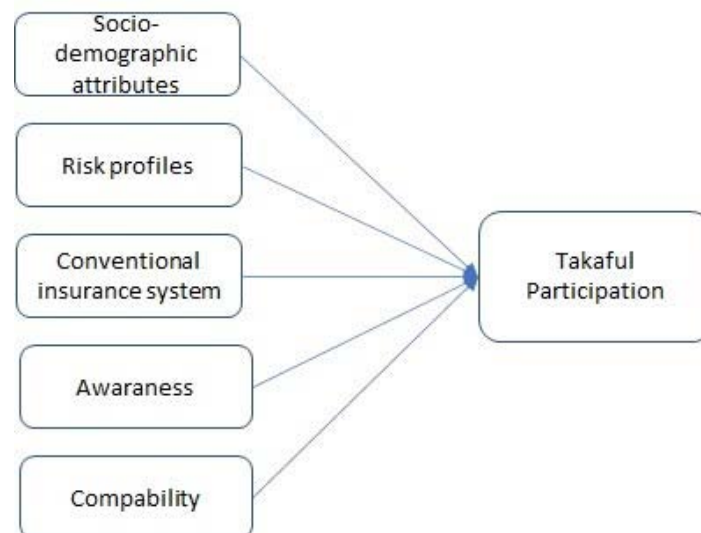 Socio-
demographic
attributes
Risk profiles
Conventional
insurance system
Awaraness
Compability
Takaful
Participation